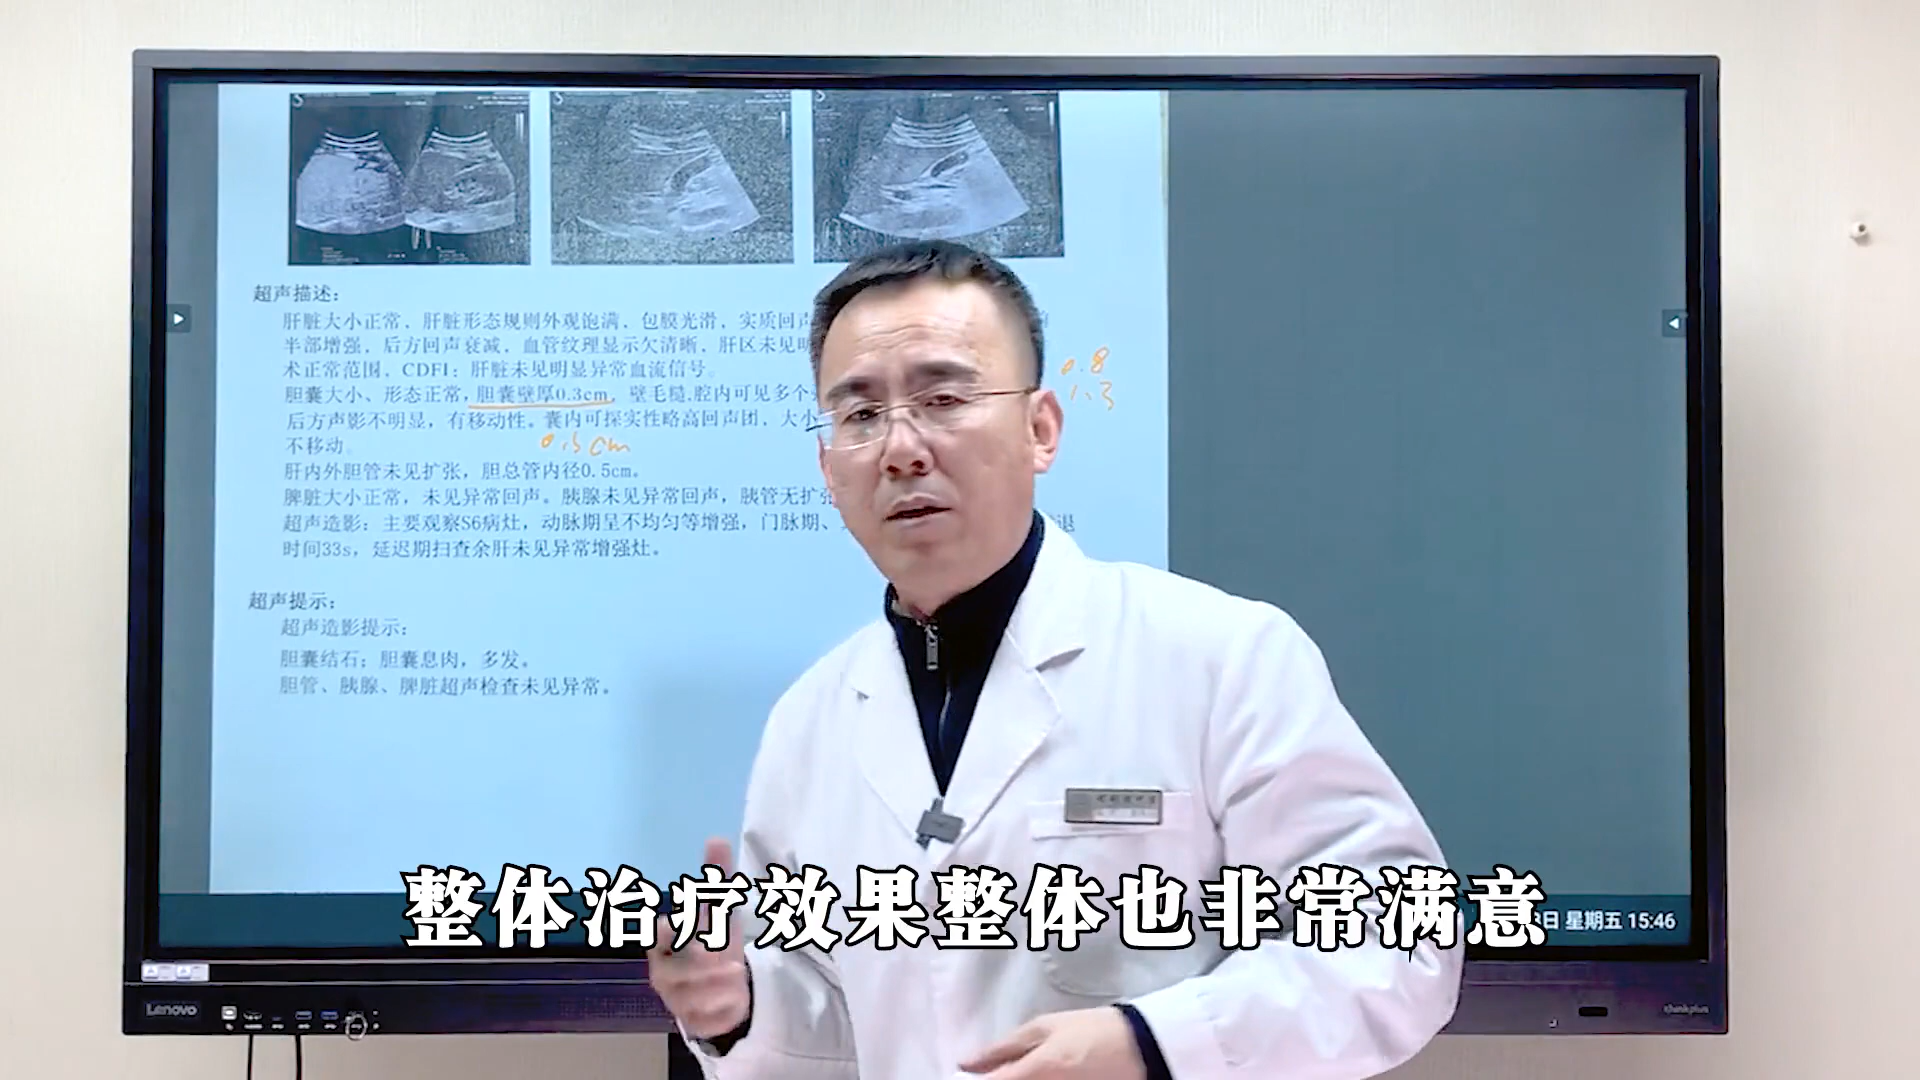 超声描述:
肝脏大小正常、肝脏形态规则外观饱满、包膜光滑，实质回声
半部增强，后方回声衰减，血管纹理显示欠清晰，肝区未见明
术正常范围、CDFI：肝脏未见明显异常血流信号。
胆囊大小、形态正常，胆囊壁厚0.3cm，壁毛糙.腔内可见多个
后方声影不明显，有移动性。囊内可探实性略高回声团，大小
不移动。
肝内外胆管未见扩张，胆总管内径0.5cm。
脾脏大小正常，未见异常回声。胰腺未见异常回声，胰管无扩张
超声造影：主要观察S6病灶，动脉期呈不均匀等增强，门脉期、 退
时间33s，延迟期扫查余肝未见异常增强灶。
0.8
1.3
0.3cm
超声提示:
超声造影提示:
胆囊结石；胆囊息肉，多发。
胆管、胰腺、脾脏超声检查未见异常。
整体治疗效果整体也非常满意
日 星期五 15:46
Lenovo
thinkplus